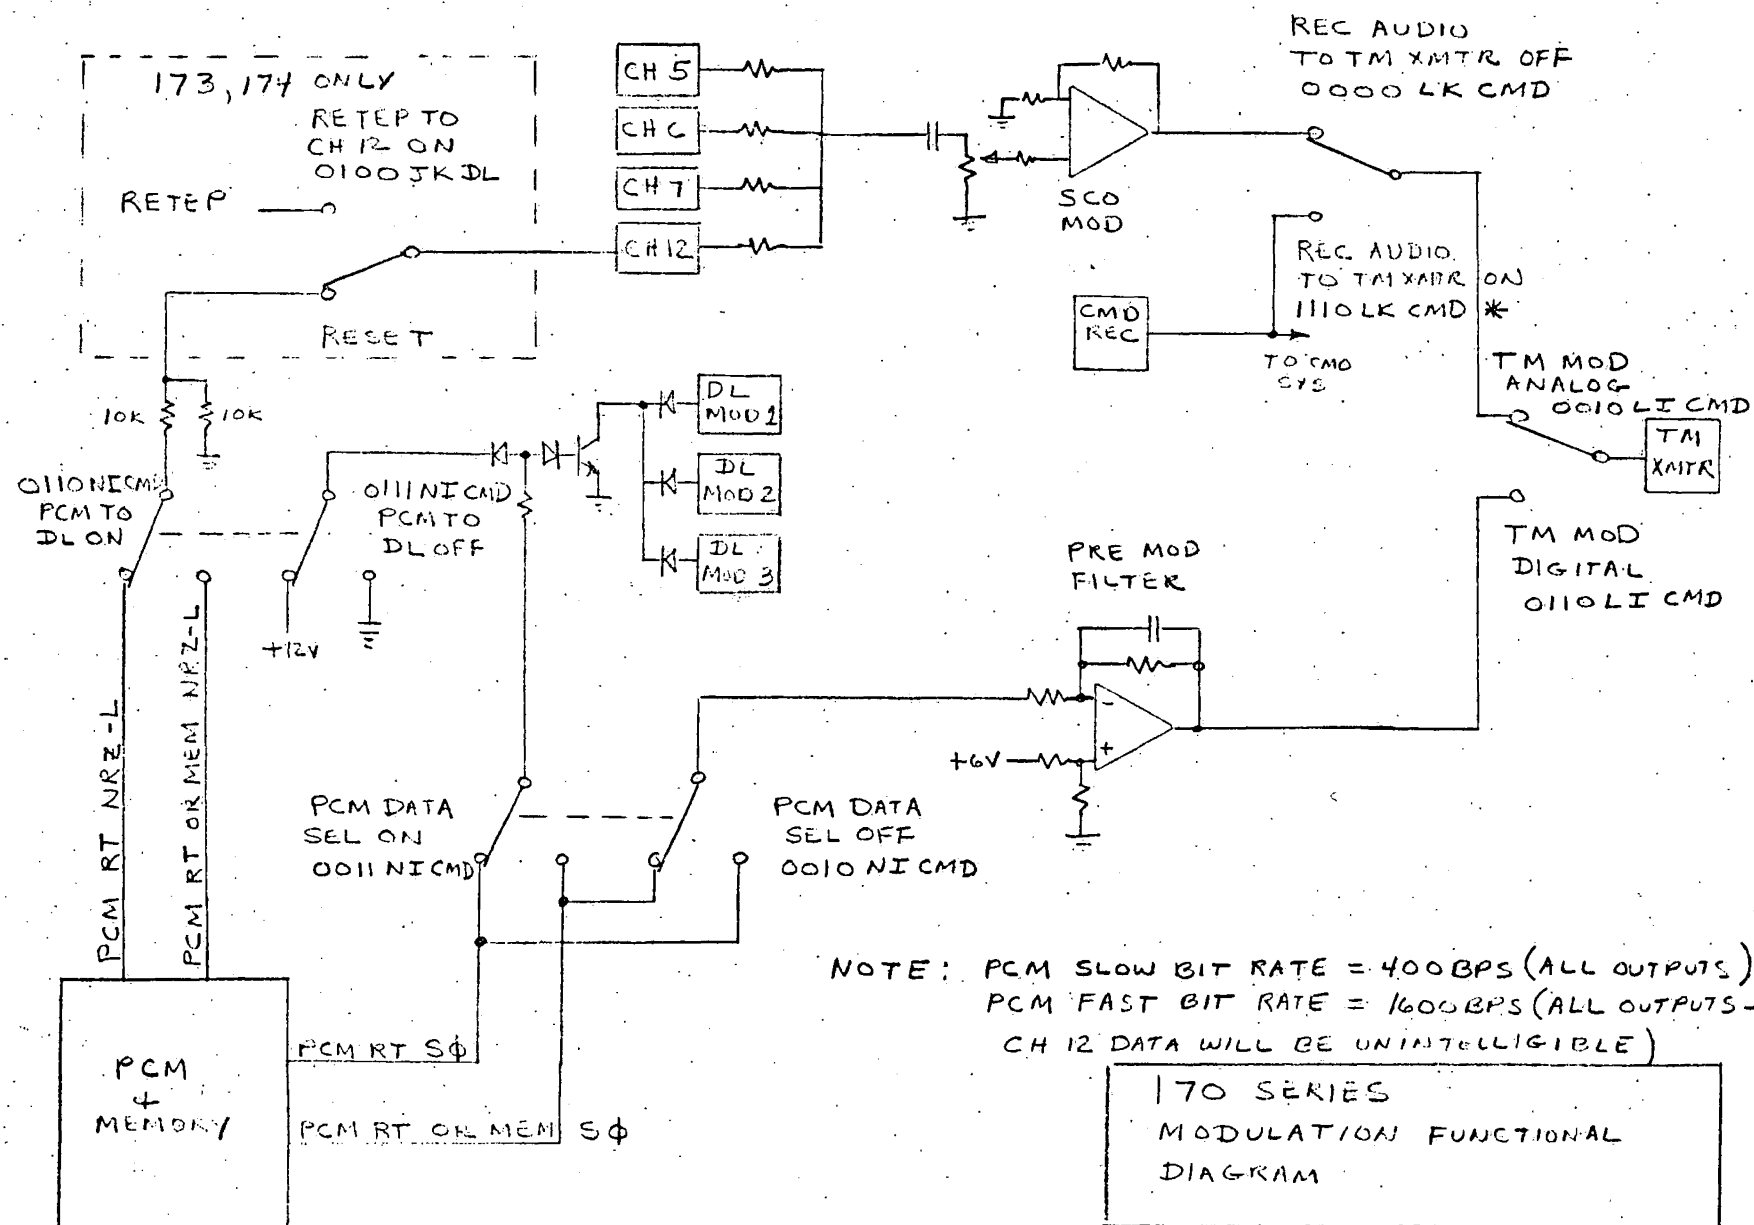 173, 174 ONLY
RETEP TO
CH 12 ON
0100 JK DL
RETEP
RESET
CH 5
CH 6
CH 7
CH 12
SCO
MOD
REC AUDIO
TO TM XMTR OFF
0000 LK CMD
REC AUDIO
TO TM XMTR ON
1110 LK CMD *
CMD
REC
TO CMD
SYS
TM MOD
ANALOG
0010 LI CMD
TM
XMTR
TM MOD
DIGITAL
0110 LI CMD
10K
10K
0110 NI CMD
PCM TO
DL ON
0111 NI CMD
PCM TO
DL OFF
+12V
DL
MOD 1
DL
MOD 2
DL
MOD 3
PRE MOD
FILTER
-
+
+6V
PCM RT NRZ-L
PCM RT OR MEM NRZ-L
PCM DATA
SEL ON
0011 NI CMD
PCM DATA
SEL OFF
0010 NI CMD
PCM
+
MEMORY
PCM RT SΦ
PCM RT OR MEM SΦ
NOTE: PCM SLOW BIT RATE = 400 BPS (ALL OUTPUTS)
PCM FAST BIT RATE = 1600 BPS (ALL OUTPUTS-
CH 12 DATA WILL BE UNINTELLIGIBLE)
170 SERIES
MODULATION FUNCTIONAL
DIAGRAM